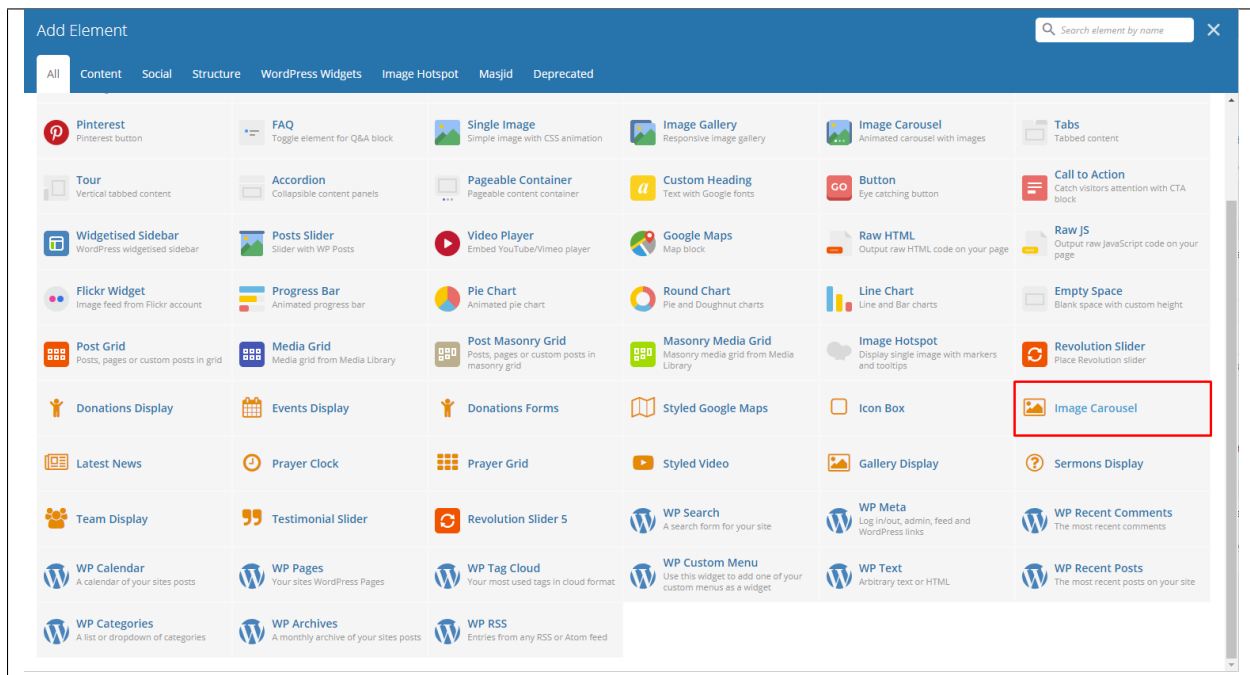 Add Element
Search element by name
All Content Social Structure WordPress Widgets Image Hotspot Masjid Deprecated
Pinterest
Pinterest button
FAQ
Toggle element for Q&A block
Single Image
Simple image with CSS animation
Image Gallery
Responsive image gallery
Image Carousel
Animated carousel with images
Tabs
Tabbed content
Tour
Vertical tabbed content
Accordion
Collapsible content panels
Pageable Container
Pageable content container
a
Custom Heading
Text with Google fonts
GO
Button
Eye catching button
Call to Action
Catch visitors attention with CTA
block
Widgetised Sidebar
WordPress widgetised sidebar
Posts Slider
Slider with WP Posts
Video Player
Embed YouTube/Vimeo player
Google Maps
Map block
Raw HTML
Output raw HTML code on your page
Raw JS
Output raw JavaScript code on your
page
Flickr Widget
Image feed from Flickr account
Progress Bar
Animated progress bar
Pie Chart
Animated pie chart
Round Chart
Pie and Doughnut charts
Line Chart
Line and Bar charts
Empty Space
Blank space with custom height
Post Grid
Posts, pages or custom posts in grid
Media Grid
Media grid from Media Library
Post Masonry Grid
Posts, pages or custom posts in
masonry grid
Masonry Media Grid
Masonry media grid from Media
Library
Image Hotspot
Display single image with markers
and tooltips
Revolution Slider
Place Revolution slider
Donations Display
Events Display
Donations Forms
Styled Google Maps
Icon Box
Image Carousel
Latest News
Prayer Clock
Prayer Grid
Styled Video
Gallery Display
Sermons Display
Team Display
Testimonial Slider
Revolution Slider 5
WP Search
A search form for your site
WP Meta
Log in/out, admin, feed and
WordPress links
WP Recent Comments
The most recent comments
WP Calendar
A calendar of your sites posts
WP Pages
Your sites WordPress Pages
WP Tag Cloud
Your most used tags in cloud format
WP Custom Menu
Use this widget to add one of your
custom menus as a widget
WP Text
Arbitrary text or HTML
WP Recent Posts
The most recent posts on your site
WP Categories
A list or dropdown of categories
WP Archives
A monthly archive of your sites posts
WP RSS
Entries from any RSS or Atom feed